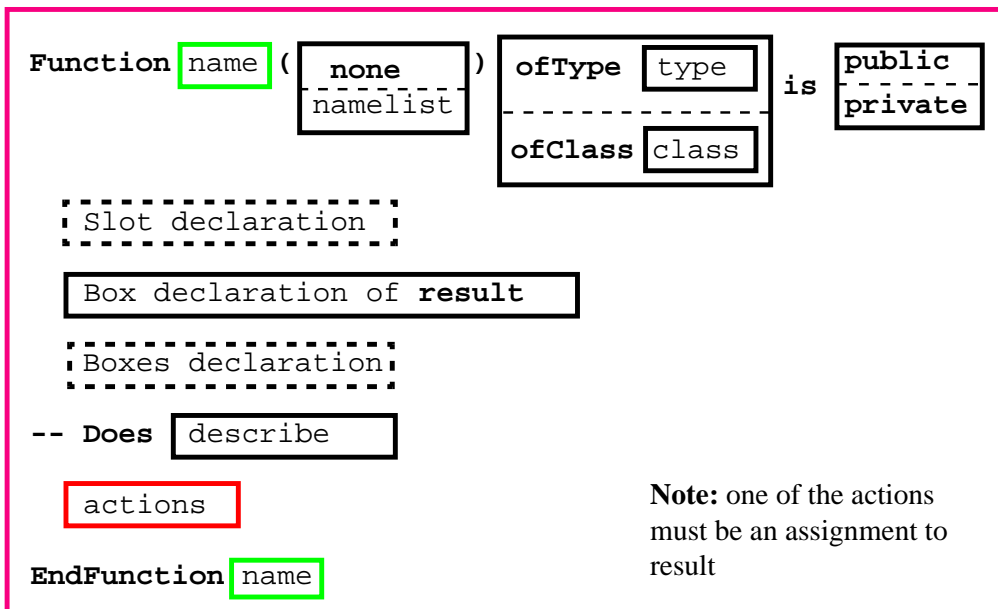 Function name ( none ) ofType type is public
namelist private
ofClass class
Slot declaration
Box declaration of result
Boxes declaration
-- Does describe
actions
Note: one of the actions
must be an assignment to
result
EndFunction name